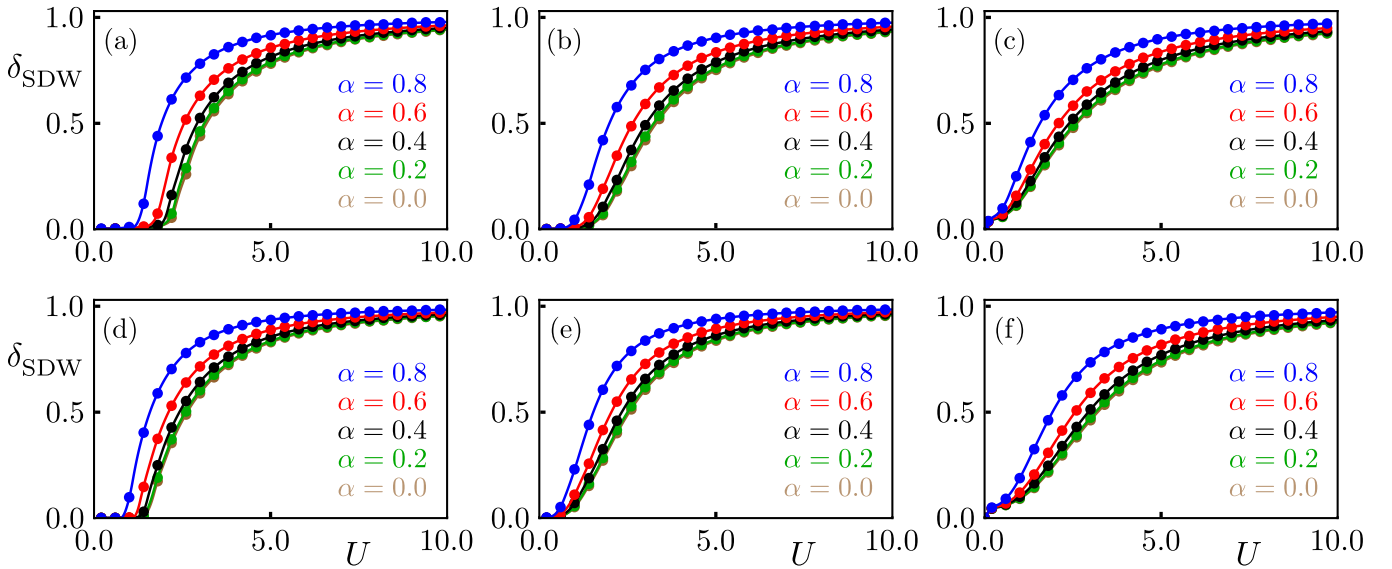 (a)
δSDW
1.0
0.5
0.0
α = 0.8
α = 0.6
α = 0.4
α = 0.2
α = 0.0
0.0 5.0 10.0
(b)
1.0
0.5
0.0
α = 0.8
α = 0.6
α = 0.4
α = 0.2
α = 0.0
0.0 5.0 10.0
(c)
1.0
0.5
0.0
α = 0.8
α = 0.6
α = 0.4
α = 0.2
α = 0.0
0.0 5.0 10.0
(d)
δSDW
1.0
0.5
0.0
α = 0.8
α = 0.6
α = 0.4
α = 0.2
α = 0.0
0.0 5.0 U 10.0
(e)
1.0
0.5
0.0
α = 0.8
α = 0.6
α = 0.4
α = 0.2
α = 0.0
0.0 5.0 U 10.0
(f)
1.0
0.5
0.0
α = 0.8
α = 0.6
α = 0.4
α = 0.2
α = 0.0
0.0 5.0 U 10.0